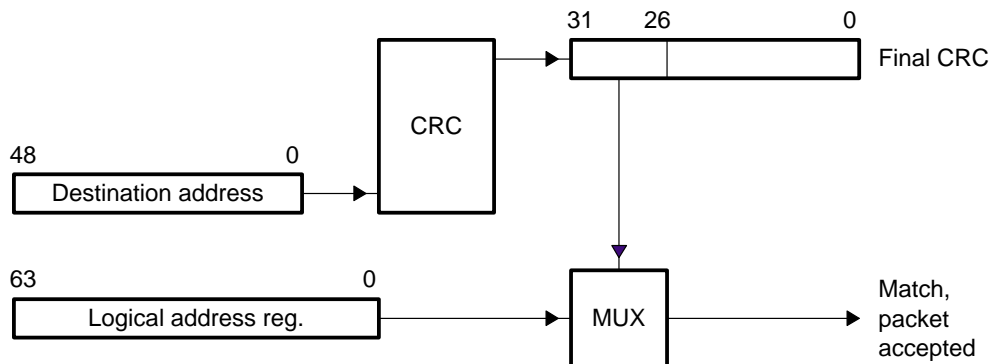 31 26 0
Final CRC
CRC
48 0
Destination address
63 0
Logical address reg.
MUX
Match,
packet
accepted